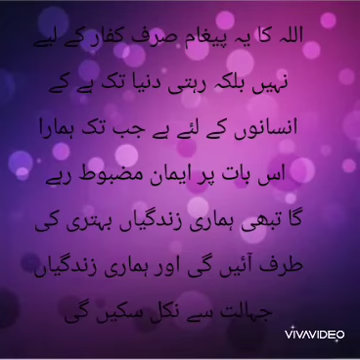 اللہ کا یہ پیغام صرف کفار کے لیے
نہیں بلکہ رہتی دنیا تک ہے کے
انسانوں کے لئے ہے جب تک ہمارا
اس بات پر ایمان مضبوط رہے
گا تبھی ہماری زندگیاں بہتری کی
طرف آئیں گی اور ہماری زندگیاں
جہالت سے نکل سکیں گی
VIVAVIDEO